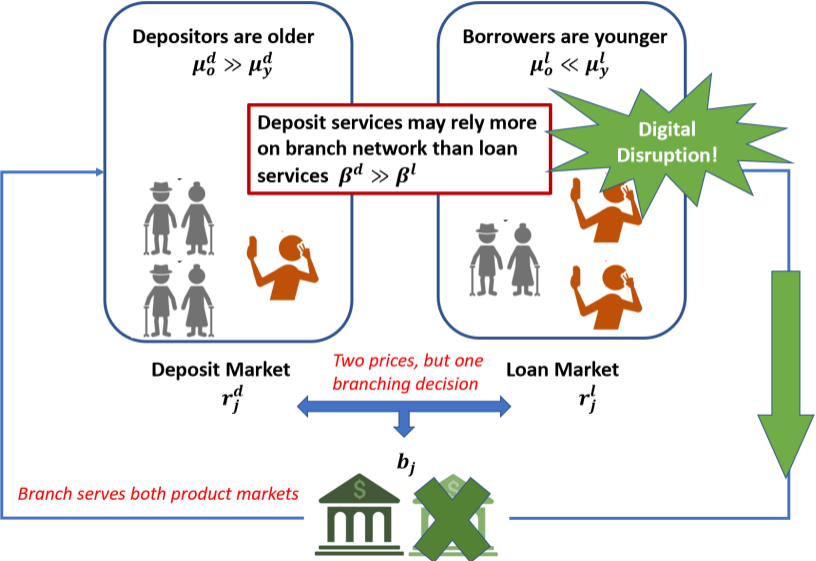 Depositors are older
μ_o^d ≫ μ_y^d
Borrowers are younger
μ_o^l ≪ μ_y^l
Deposit services may rely more
on branch network than loan
services β^d ≫ β^l
Digital
Disruption!
Deposit Market
r_j^d
Two prices, but one
branching decision
Loan Market
r_j^l
b_j
Branch serves both product markets
$
$